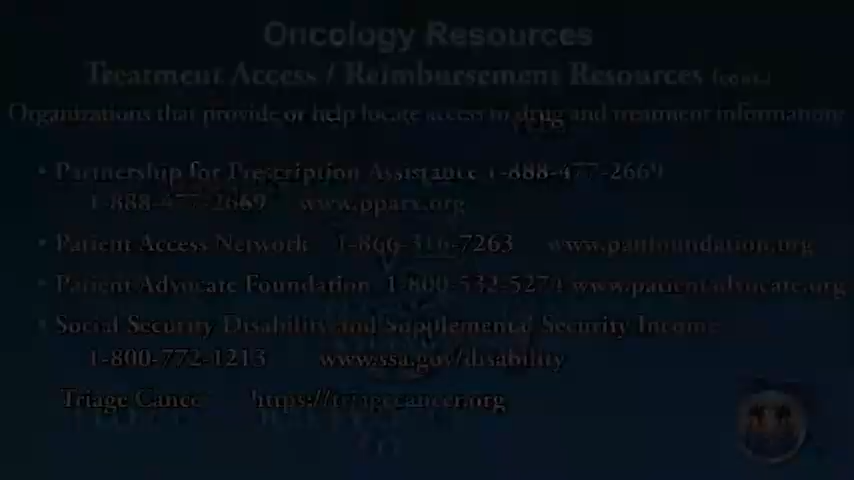 Oncology Resources
Treatment Access / Reimbursement Resources (cont.)
Organizations that provide or help locate access to drug and treatment information:
• Partnership for Prescription Assistance 1-888-477-2669
1-888-477-2669 www.pparx.org
• Patient Access Network 1-866-316-7263 www.panfoundation.org
• Patient Advocate Foundation 1-800-532-5274 www.patientadvocate.org
• Social Security Disability and Supplemental Security Income
1-800-772-1213 www.ssa.gov/disability
Triage Cancer https://triagecancer.org